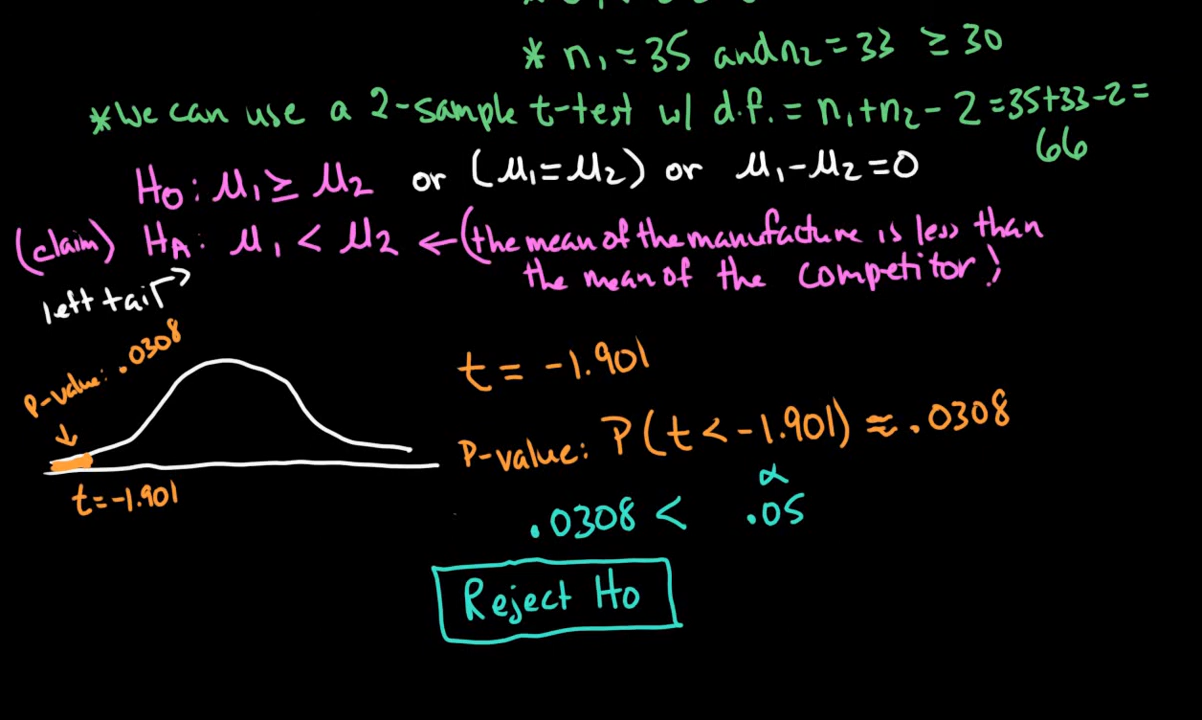 * n₁ = 35 and n₂ = 33 ≥ 30
* We can use a 2-sample t-test w/ d.f. = n₁ + n₂ - 2 = 35+33-2 =
66
H₀: μ₁ ≥ μ₂ or (μ₁ = μ₂) or μ₁ - μ₂ = 0
(claim) Hₐ: μ₁ < μ₂ ← (the mean of the manufacture is less than
the mean of the competitor)
left tail
P-value: .0308
t = -1.901
t = -1.901
P-value: P(t < -1.901) ≈ .0308
α
.0308 < .05
Reject Ho